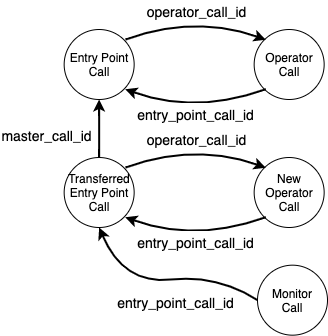 operator_call_id
Entry Point
Call
Operator
Call
entry_point_call_id
master_call_id
operator_call_id
Transferred
Entry Point
Call
New
Operator
Call
entry_point_call_id
Monitor
Call
entry_point_call_id